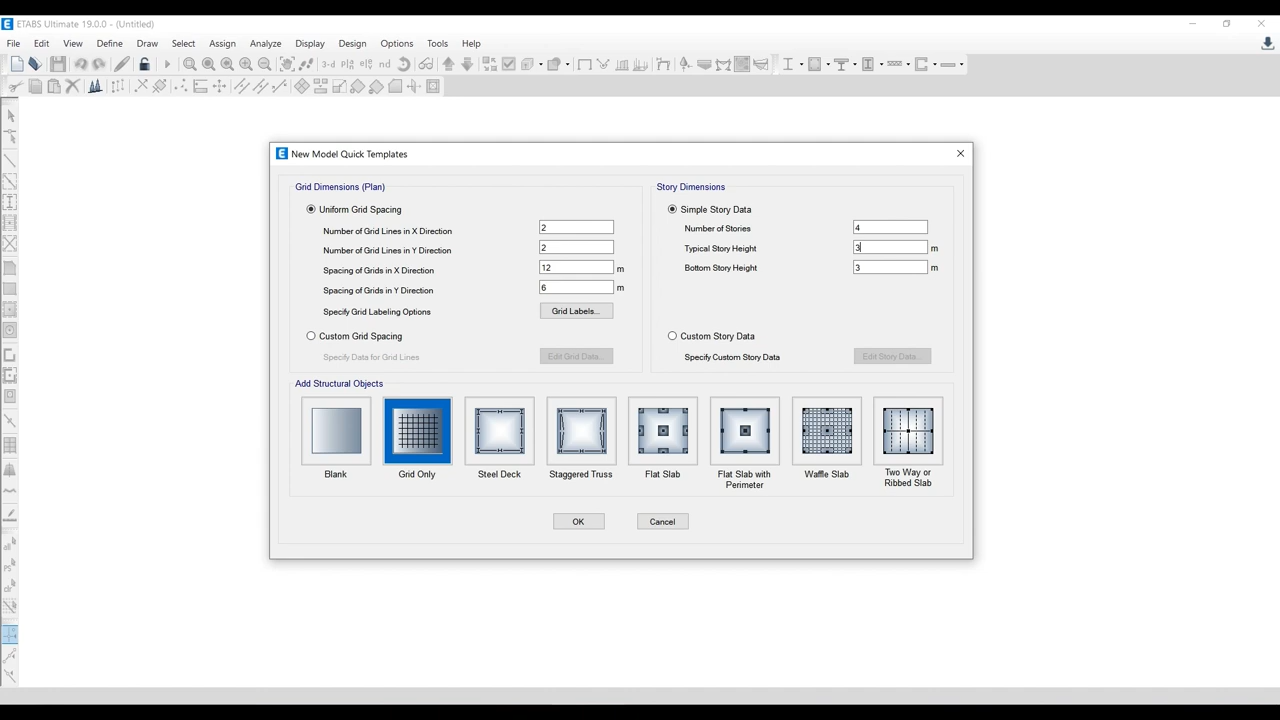 ETABS Ultimate 19.0.0 - (Untitled)
File Edit View Define Draw Select Assign Analyze Display Design Options Tools Help
3-d
nd
New Model Quick Templates
Grid Dimensions (Plan)
Uniform Grid Spacing
Number of Grid Lines in X Direction 2
Number of Grid Lines in Y Direction 2
Spacing of Grids in X Direction 12 m
Spacing of Grids in Y Direction 6 m
Specify Grid Labeling Options Grid Labels...
Custom Grid Spacing
Specify Data for Grid Lines Edit Grid Data...
Story Dimensions
Simple Story Data
Number of Stories 4
Typical Story Height 3 m
Bottom Story Height 3 m
Custom Story Data
Specify Custom Story Data Edit Story Data...
Add Structural Objects
Blank
Grid Only
Steel Deck
Staggered Truss
Flat Slab
Flat Slab with
Perimeter
Waffle Slab
Two Way or
Ribbed Slab
OK Cancel